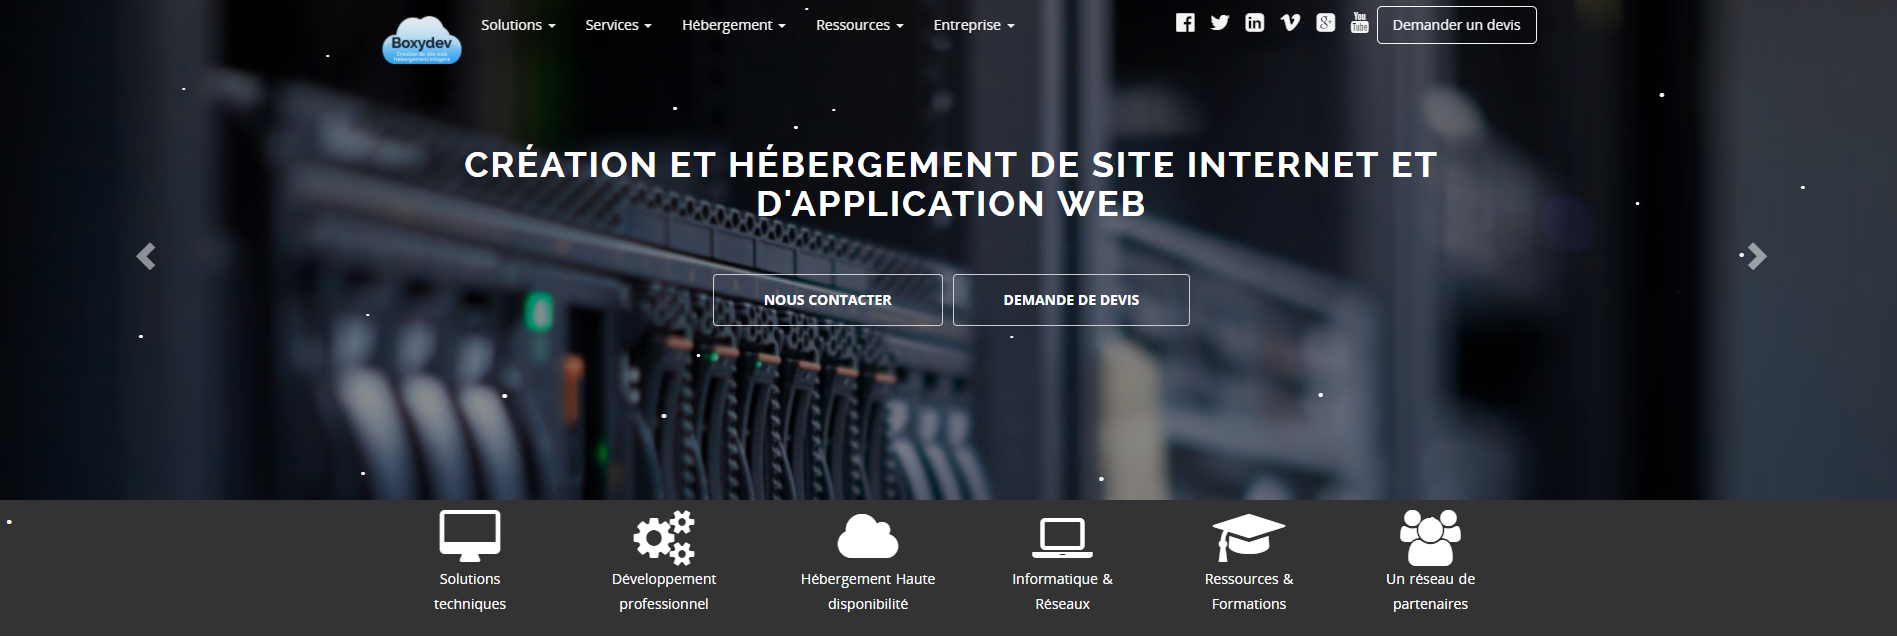 Boxydev
Création de site web
Hébergement infogéré
Solutions
Services
Hébergement
Ressources
Entreprise
You
Tube
Demander un devis
CRÉATION ET HÉBERGEMENT DE SITE INTERNET ET
D'APPLICATION WEB
NOUS CONTACTER
DEMANDE DE DEVIS
Solutions
techniques
Développement
professionnel
Hébergement Haute
disponibilité
Informatique &
Réseaux
Ressources &
Formations
Un réseau de
partenaires